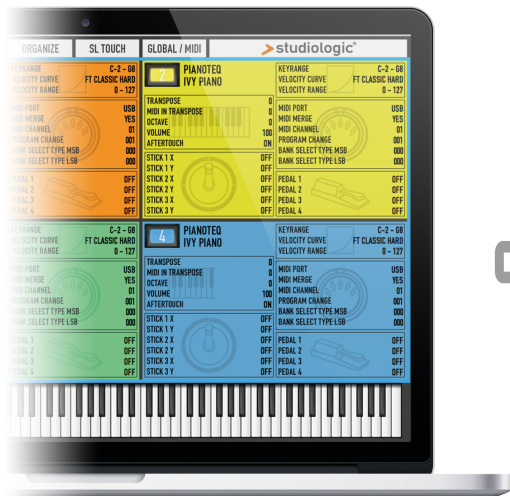 ORGANIZE SL TOUCH GLOBAL / MIDI studiologic®
KEYRANGE C-2 - G8
VELOCITY CURVE FT CLASSIC HARD
VELOCITY RANGE 0 - 127
MIDI PORT USB
MIDI MERGE YES
MIDI CHANNEL 01
PROGRAM CHANGE 001
BANK SELECT TYPE MSB 000
BANK SELECT TYPE LSB 000
PEDAL 1 OFF
PEDAL 2 OFF
PEDAL 3 OFF
PEDAL 4 OFF
2 PIANOTEQ
IVY PIANO
TRANSPOSE 0
MIDI IN TRANSPOSE 0
OCTAVE 0
VOLUME 100
AFTERTOUCH ON
STICK 1 X OFF
STICK 1 Y OFF
STICK 2 X OFF
STICK 2 Y OFF
STICK 3 X OFF
STICK 3 Y OFF
KEYRANGE C-2 - G8
VELOCITY CURVE FT CLASSIC HARD
VELOCITY RANGE 0 - 127
MIDI PORT USB
MIDI MERGE YES
MIDI CHANNEL 01
PROGRAM CHANGE 001
BANK SELECT TYPE MSB 000
BANK SELECT TYPE LSB 000
PEDAL 1 OFF
PEDAL 2 OFF
PEDAL 3 OFF
PEDAL 4 OFF
KEYRANGE C-2 - G8
VELOCITY CURVE FT CLASSIC HARD
VELOCITY RANGE 0 - 127
MIDI PORT USB
MIDI MERGE YES
MIDI CHANNEL 01
PROGRAM CHANGE 001
BANK SELECT TYPE MSB 000
BANK SELECT TYPE LSB 000
PEDAL 1 OFF
PEDAL 2 OFF
PEDAL 3 OFF
PEDAL 4 OFF
4 PIANOTEQ
IVY PIANO
TRANSPOSE 0
MIDI IN TRANSPOSE 0
OCTAVE 0
VOLUME 100
AFTERTOUCH ON
STICK 1 X OFF
STICK 1 Y OFF
STICK 2 X OFF
STICK 2 Y OFF
STICK 3 X OFF
STICK 3 Y OFF
KEYRANGE C-2 - G8
VELOCITY CURVE FT CLASSIC HARD
VELOCITY RANGE 0 - 127
MIDI PORT USB
MIDI MERGE YES
MIDI CHANNEL 01
PROGRAM CHANGE 001
BANK SELECT TYPE MSB 000
BANK SELECT TYPE LSB 000
PEDAL 1 OFF
PEDAL 2 OFF
PEDAL 3 OFF
PEDAL 4 OFF